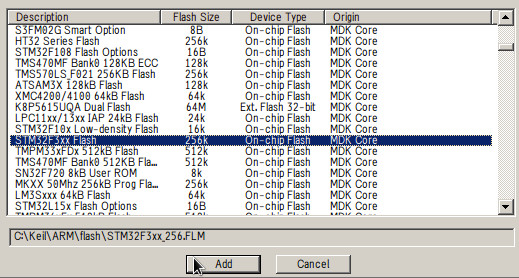 Description Flash Size Device Type Origin
S3FM02G Smart Option 8B On-chip Flash MDK Core
HT32 Series Flash 256k On-chip Flash MDK Core
STM32F108 Flash Options 16B On-chip Flash MDK Core
TMS470MF Bank0 128KB ECC 128k On-chip Flash MDK Core
TMS570LS_F021 256KB Flash 256k On-chip Flash MDK Core
ATSAM3X 128kB Flash 128k On-chip Flash MDK Core
XMC4200/4100 64kB Flash 64k On-chip Flash MDK Core
K8P5615UQA Dual Flash 64M Ext. Flash 32-bit MDK Core
LPC11xx/13xx IAP 24kB Flash 24k On-chip Flash MDK Core
STM32F10x Low-density Flash 16k On-chip Flash MDK Core
STM32F3xx Flash 256k On-chip Flash MDK Core
TMPM33xFDx 512kB Flash 512k On-chip Flash MDK Core
TMS470MF Bank0 512KB Fla... 512k On-chip Flash MDK Core
SN32F720 8kB User ROM 8k On-chip Flash MDK Core
MKXX 50Mhz 256kB Prog Fla... 256k On-chip Flash MDK Core
LM3Sxxx 64kB Flash 64k On-chip Flash MDK Core
STM32L15x Flash Options 16B On-chip Flash MDK Core
C:\Keil\ARM\flash\STM32F3xx_256.FLM
Add Cancel